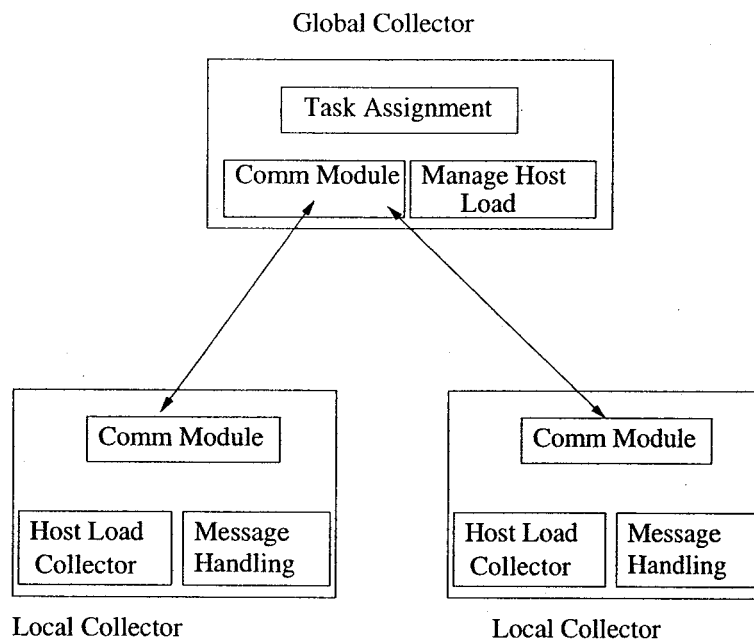 Global Collector
Task Assignment
Comm Module
Manage Host
Load
Comm Module
Host Load
Collector
Message
Handling
Local Collector
Comm Module
Host Load
Collector
Message
Handling
Local Collector